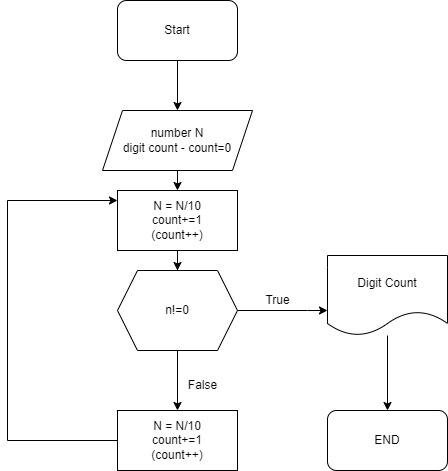 Start
number N
digit count - count=0
N = N/10
count+=1
(count++)
n!=0
True
Digit Count
False
N = N/10
count+=1
(count++)
END